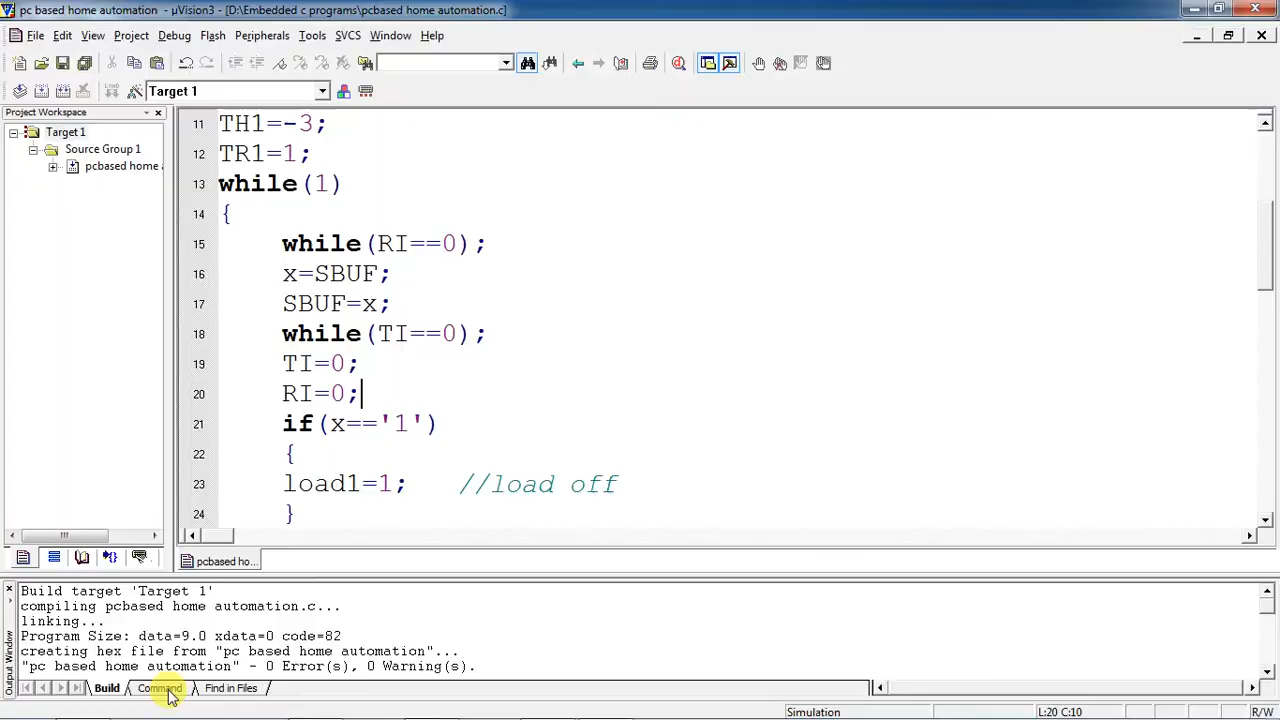 pc based home automation - µVision3 - [D:\Embedded c programs\pcbased home automation.c]
File Edit View Project Debug Flash Peripherals Tools SVCS Window Help
Target 1
Project Workspace
Target 1
Source Group 1
pcbased home a
11 TH1=-3;
12 TR1=1;
13 while(1)
14 {
15 while(RI==0);
16 x=SBUF;
17 SBUF=x;
18 while(TI==0);
19 TI=0;
20 RI=0;
21 if(x=='1')
22 {
23 load1=1; //load off
24 }
pcbased ho...
Build target 'Target 1'
compiling pcbased home automation.c...
linking...
Program Size: data=9.0 xdata=0 code=82
creating hex file from "pc based home automation"...
"pc based home automation" - 0 Error(s), 0 Warning(s).
Output Window
Build Command Find in Files
Simulation L:20 C:10 R/W